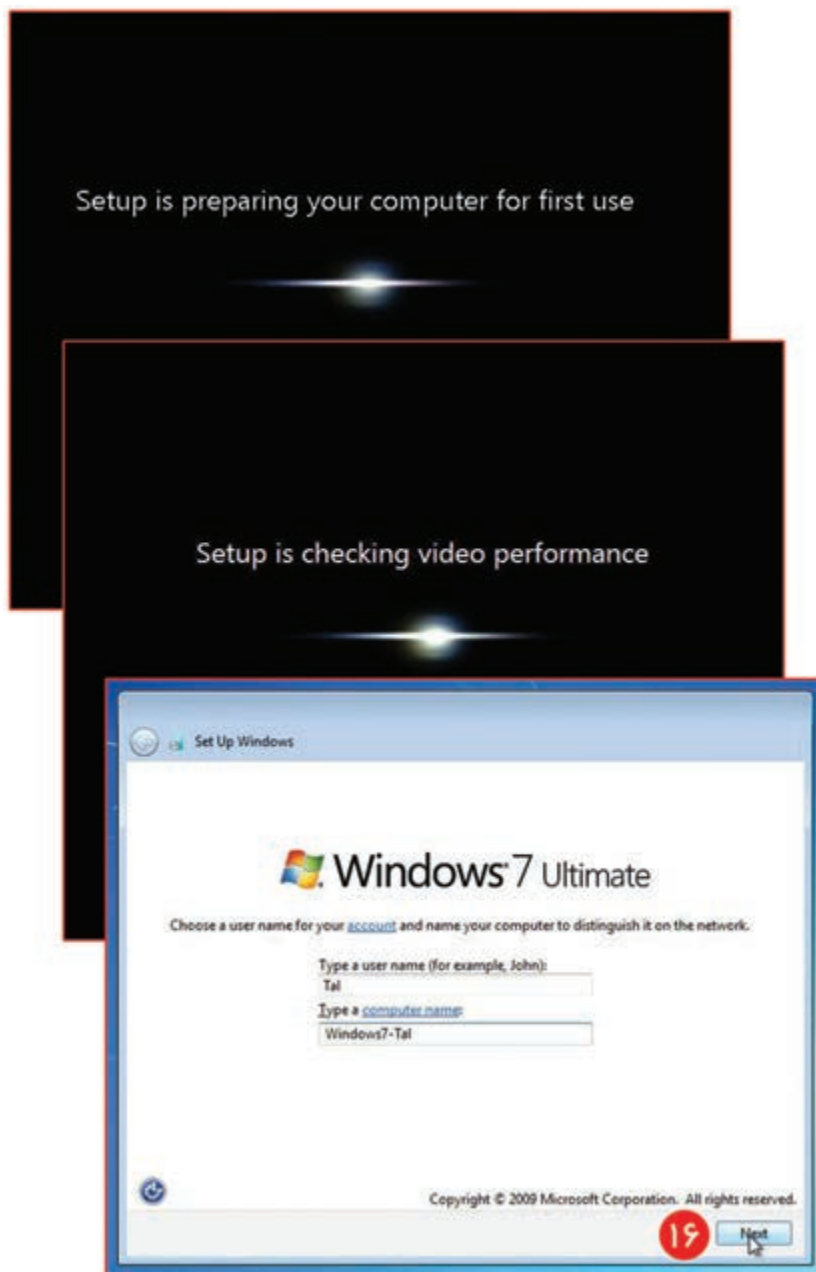 Setup is preparing your computer for first use
Setup is checking video performance
Set Up Windows
Windows 7 Ultimate
Choose a user name for your account and name your computer to distinguish it on the network.
Type a user name (for example, John):
Tal
Type a computer name:
Windows7-Tal
Copyright © 2009 Microsoft Corporation. All rights reserved.
۱۶ Next